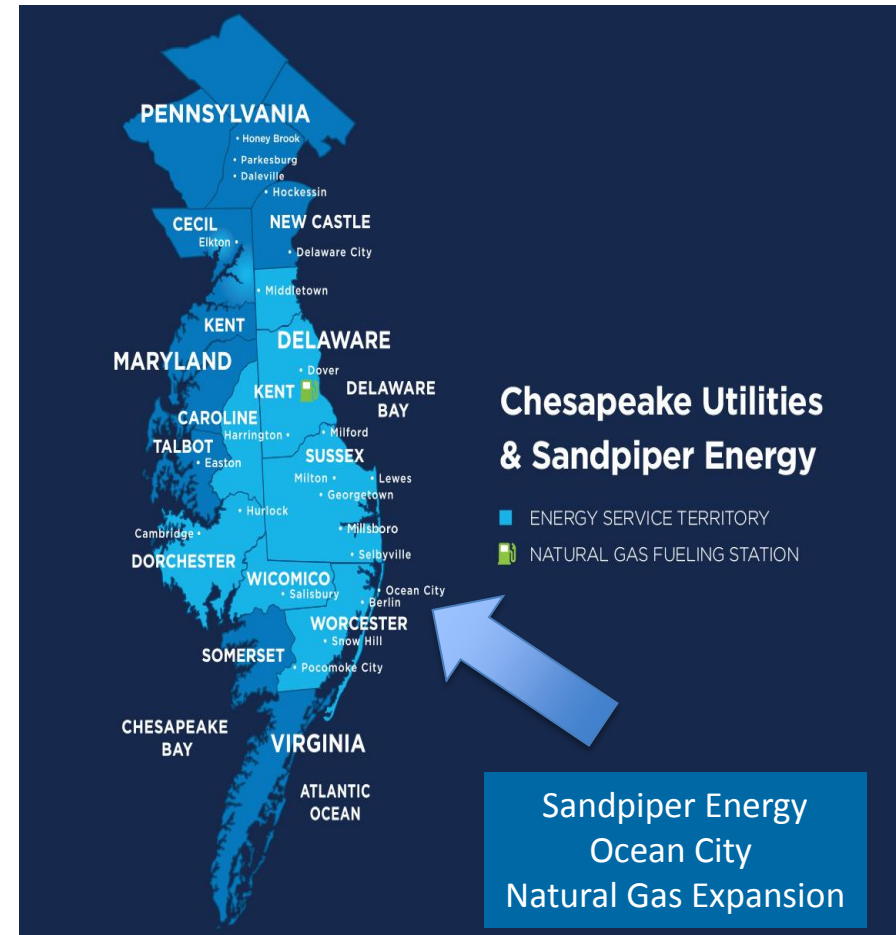 PENNSYLVANIA
• Honey Brook
• Parkesburg
• Daleville
• Hockessin
CECIL
Elkton •
NEW CASTLE
• Delaware City
• Middletown
KENT
DELAWARE
MARYLAND
• Dover
KENT
DELAWARE
BAY
CAROLINE
Harrington •
• Milford
TALBOT
• Easton
SUSSEX
Milton •
• Lewes
• Georgetown
• Hurlock
Cambridge •
• Millsboro
• Selbyville
DORCHESTER
WICOMICO
• Salisbury
• Ocean City
• Berlin
WORCESTER
• Snow Hill
SOMERSET
• Pocomoke City
CHESAPEAKE
BAY
VIRGINIA
ATLANTIC
OCEAN
Chesapeake Utilities
& Sandpiper Energy
ENERGY SERVICE TERRITORY
NATURAL GAS FUELING STATION
Sandpiper Energy
Ocean City
Natural Gas Expansion